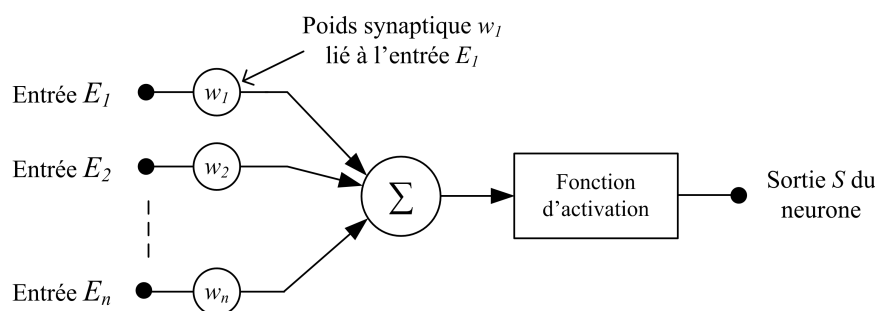 Poids synaptique w1
lié à l'entrée E1
Entrée E1
w1
Entrée E2
w2
Σ
Fonction
d'activation
Sortie S du
neurone
Entrée En
wn